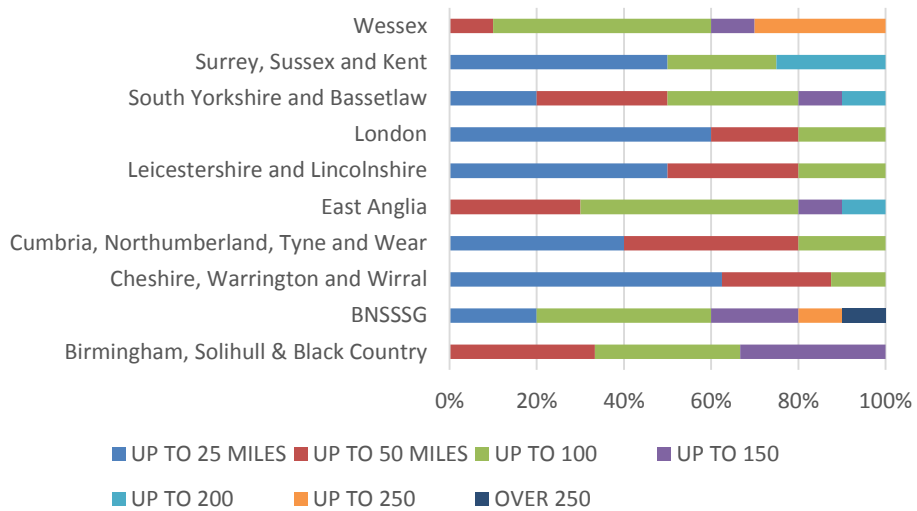 Wessex
Surrey, Sussex and Kent
South Yorkshire and Bassetlaw
London
Leicestershire and Lincolnshire
East Anglia
Cumbria, Northumberland, Tyne and Wear
Cheshire, Warrington and Wirral
BNSSSG
Birmingham, Solihull & Black Country
0% 20% 40% 60% 80% 100%
UP TO 25 MILES UP TO 50 MILES UP TO 100 UP TO 150
UP TO 200 UP TO 250 OVER 250